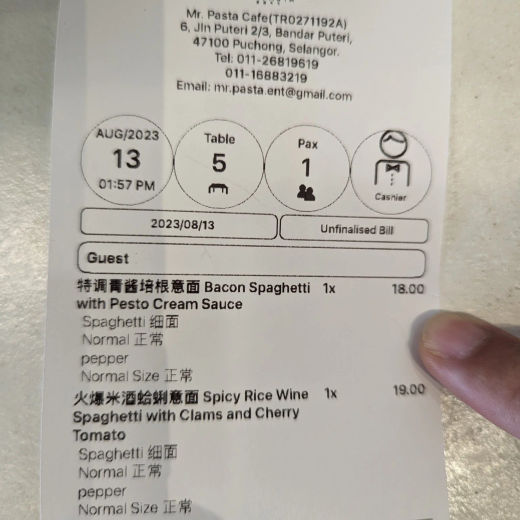 Mr. Pasta Cafe(TR0271192A)
6, Jln Puteri 2/3, Bandar Puteri,
47100 Puchong, Selangor.
Tel: 011-26819619
011-16883219
Email: mr.pasta.ent@gmail.com
AUG/2023
13
01:57 PM
Table
5
Pax
1
Cashier
2023/08/13
Unfinalised Bill
Guest
特调青酱培根意面 Bacon Spaghetti 1x 18.00
with Pesto Cream Sauce
Spaghetti 细面
Normal 正常
pepper
Normal Size 正常
火爆米酒蛤蜊意面 Spicy Rice Wine 1x 19.00
Spaghetti with Clams and Cherry
Tomato
Spaghetti 细面
Normal 正常
pepper
Normal Size 正常